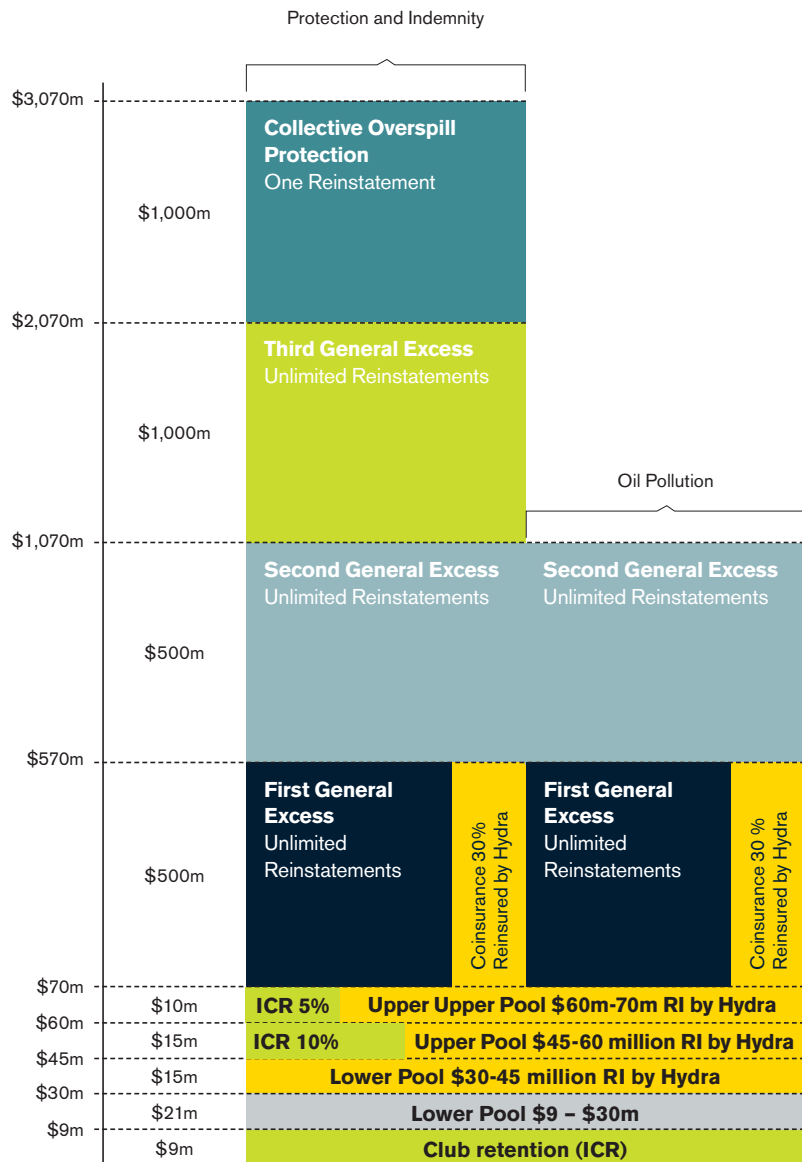 Protection and Indemnity
$3,070m
Collective Overspill
Protection
One Reinstatement
$1,000m
$2,070m
Third General Excess
Unlimited Reinstatements
$1,000m
Oil Pollution
$1,070m
Second General Excess
Unlimited Reinstatements
Second General Excess
Unlimited Reinstatements
$500m
$570m
First General
Excess
Unlimited
Reinstatements
Coinsurance 30%
Reinsured by Hydra
First General
Excess
Unlimited
Reinstatements
Coinsurance 30 %
Reinsured by Hydra
$500m
$70m
$10m
ICR 5%
Upper Upper Pool $60m-70m RI by Hydra
$60m
$15m
ICR 10%
Upper Pool $45-60 million RI by Hydra
$45m
$15m
Lower Pool $30-45 million RI by Hydra
$30m
$21m
Lower Pool $9 – $30m
$9m
$9m
Club retention (ICR)